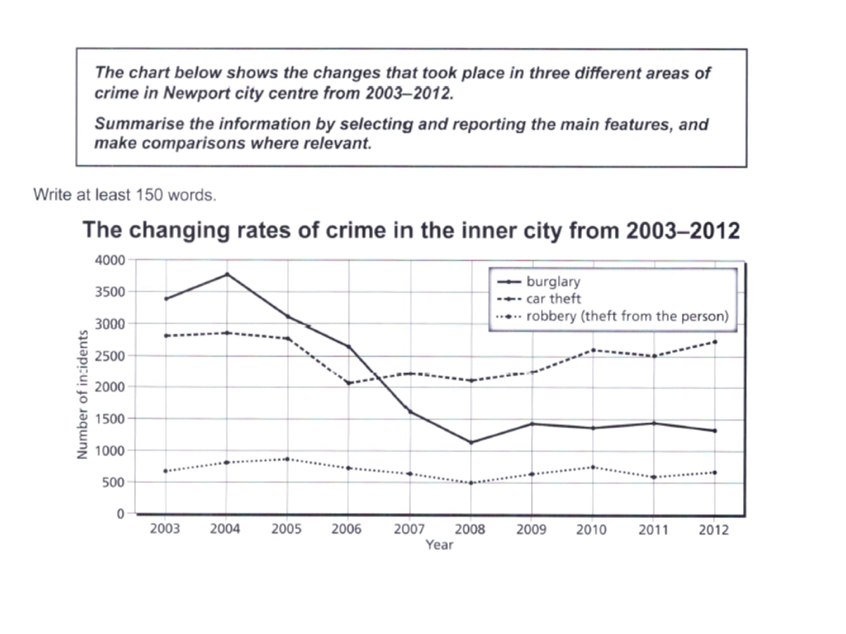 The chart below shows the changes that took place in three different areas of
crime in Newport city centre from 2003–2012.
Summarise the information by selecting and reporting the main features, and
make comparisons where relevant.
Write at least 150 words.
The changing rates of crime in the inner city from 2003–2012
4000
3500
3000
2500
2000
1500
1000
500
0
Number of incidents
burglary
car theft
robbery (theft from the person)
2003 2004 2005 2006 2007 2008 2009 2010 2011 2012
Year